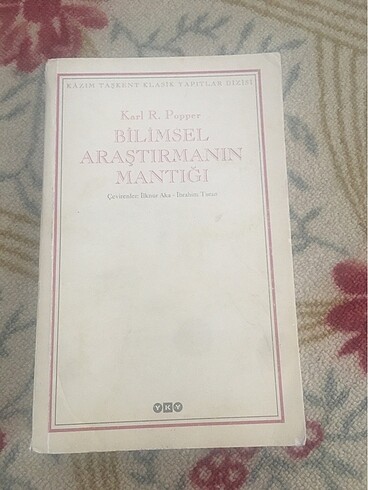 KÂZIM TAŞKENT KLASİK YAPITLAR DİZİSİ
Karl R. Popper
BİLİMSEL
ARAŞTIRMANIN
MANTIĞI
Çevirenler: İlknur Aka - İbrahim Turan
YKY